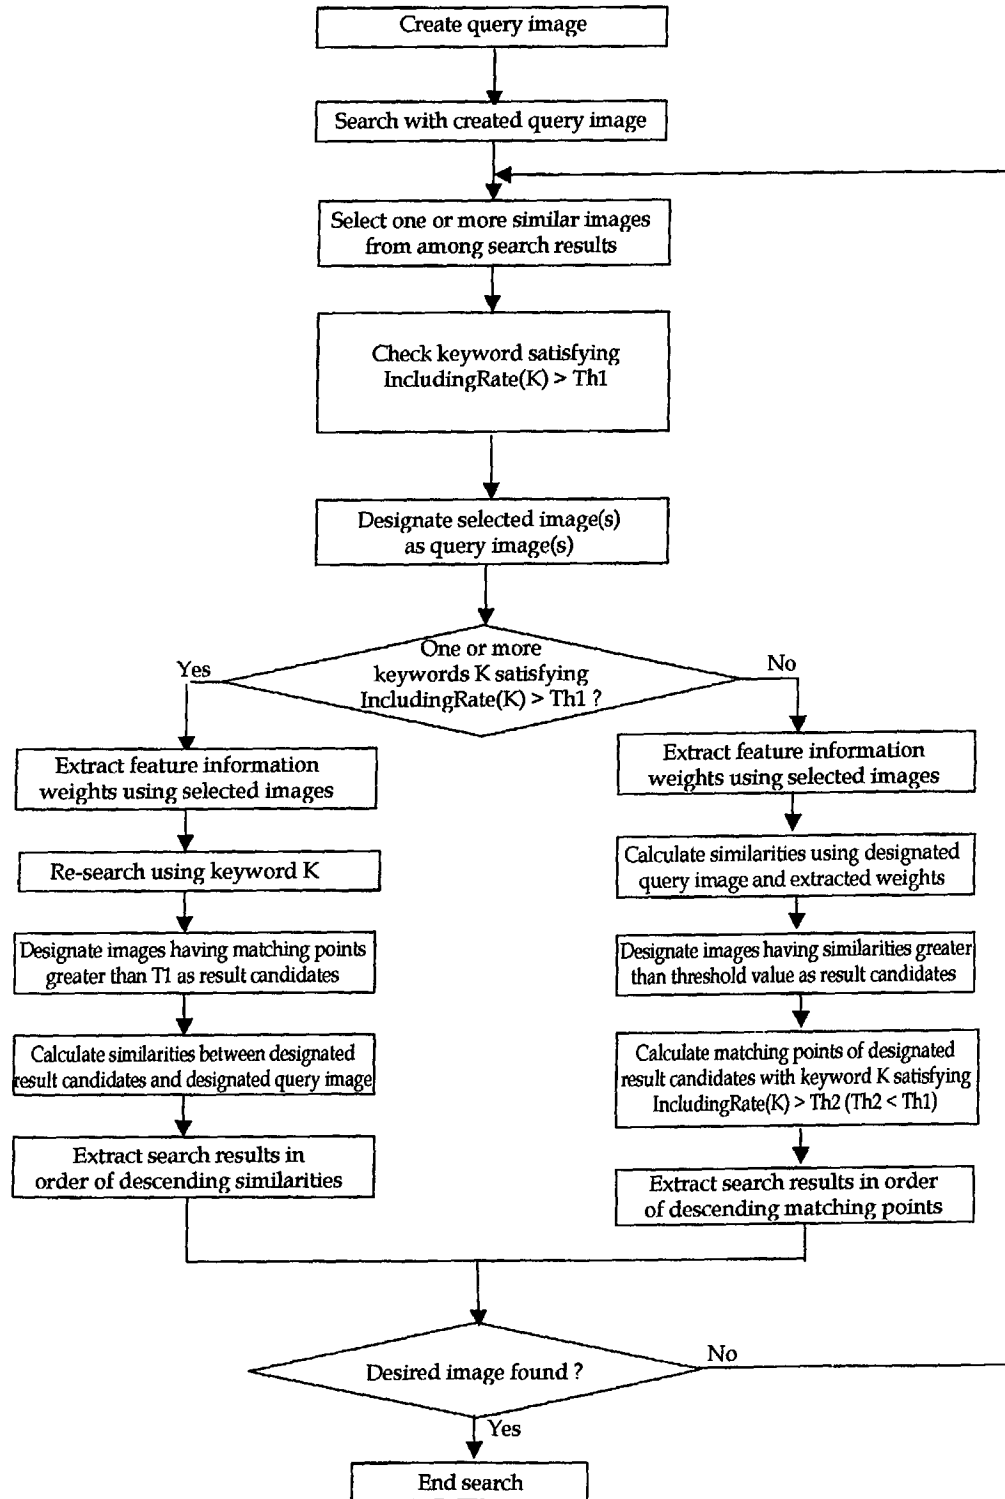 Create query image
Search with created query image
Select one or more similar images
from among search results
Check keyword satisfying
IncludingRate(K) > Th1
Designate selected image(s)
as query image(s)
One or more
keywords K satisfying
IncludingRate(K) > Th1 ?
Yes
No
Extract feature information
weights using selected images
Re-search using keyword K
Designate images having matching points
greater than T1 as result candidates
Calculate similarities between designated
result candidates and designated query image
Extract search results in
order of descending similarities
Extract feature information
weights using selected images
Calculate similarities using designated
query image and extracted weights
Designate images having similarities greater
than threshold value as result candidates
Calculate matching points of designated
result candidates with keyword K satisfying
IncludingRate(K) > Th2 (Th2 < Th1)
Extract search results in order
of descending matching points
Desired image found ?
No
Yes
End search